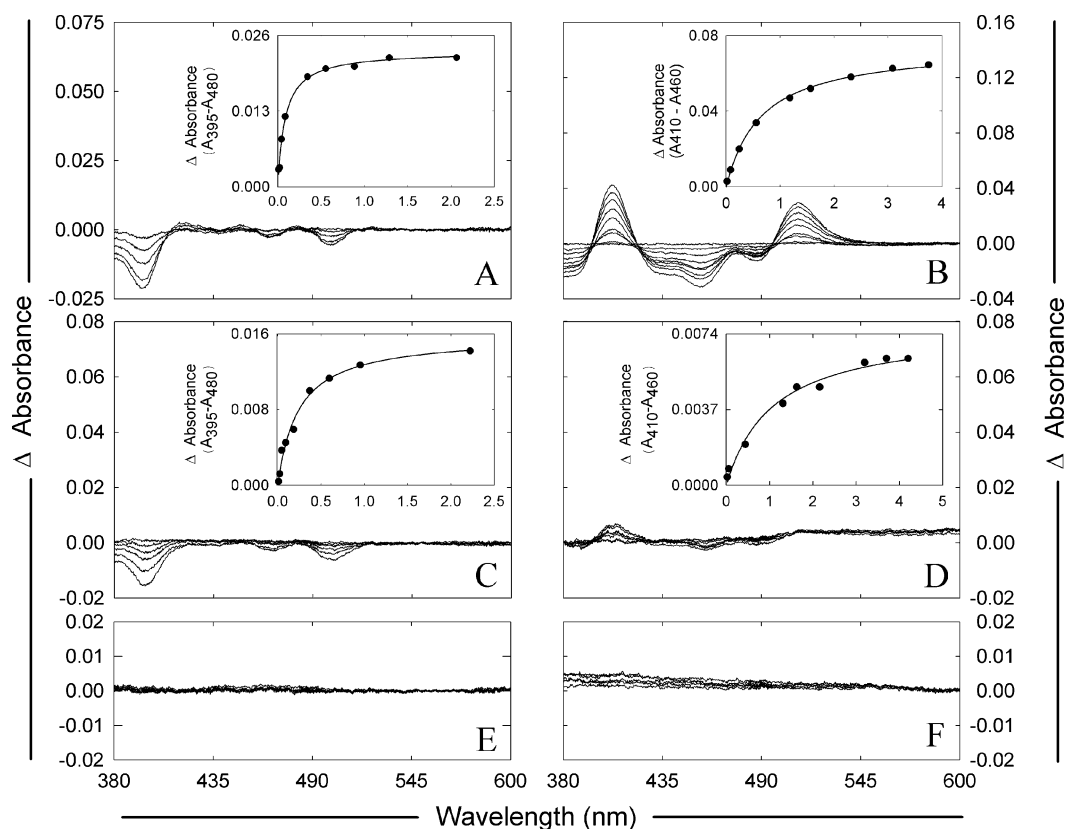 0.075
0.050
0.025
0.000
-0.025
0.026
0.013
0.000
0.0 0.5 1.0 1.5 2.0 2.5
Δ Absorbance
(A395-A480)
A
0.16
0.12
0.08
0.04
0.00
-0.04
0.08
0.04
0.00
0 1 2 3 4
Δ Absorbance
(A410 - A460)
B
0.08
0.06
0.04
0.02
0.00
-0.02
0.016
0.008
0.000
0.0 0.5 1.0 1.5 2.0 2.5
Δ Absorbance
(A395-A480)
C
0.08
0.06
0.04
0.02
0.00
-0.02
0.0074
0.0037
0.0000
0 1 2 3 4 5
Δ Absorbance
(A410-A460)
D
0.02
0.01
0.00
-0.01
-0.02
E
0.02
0.01
0.00
-0.01
-0.02
F
380 435 490 545 600
380 435 490 545 600
Δ Absorbance
Δ Absorbance
Wavelength (nm)